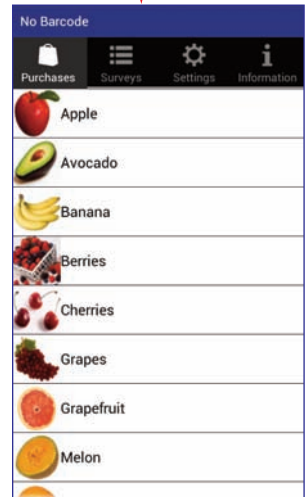 No Barcode
Purchases Surveys Settings Information
Apple
Avocado
Banana
Berries
Cherries
Grapes
Grapefruit
Melon